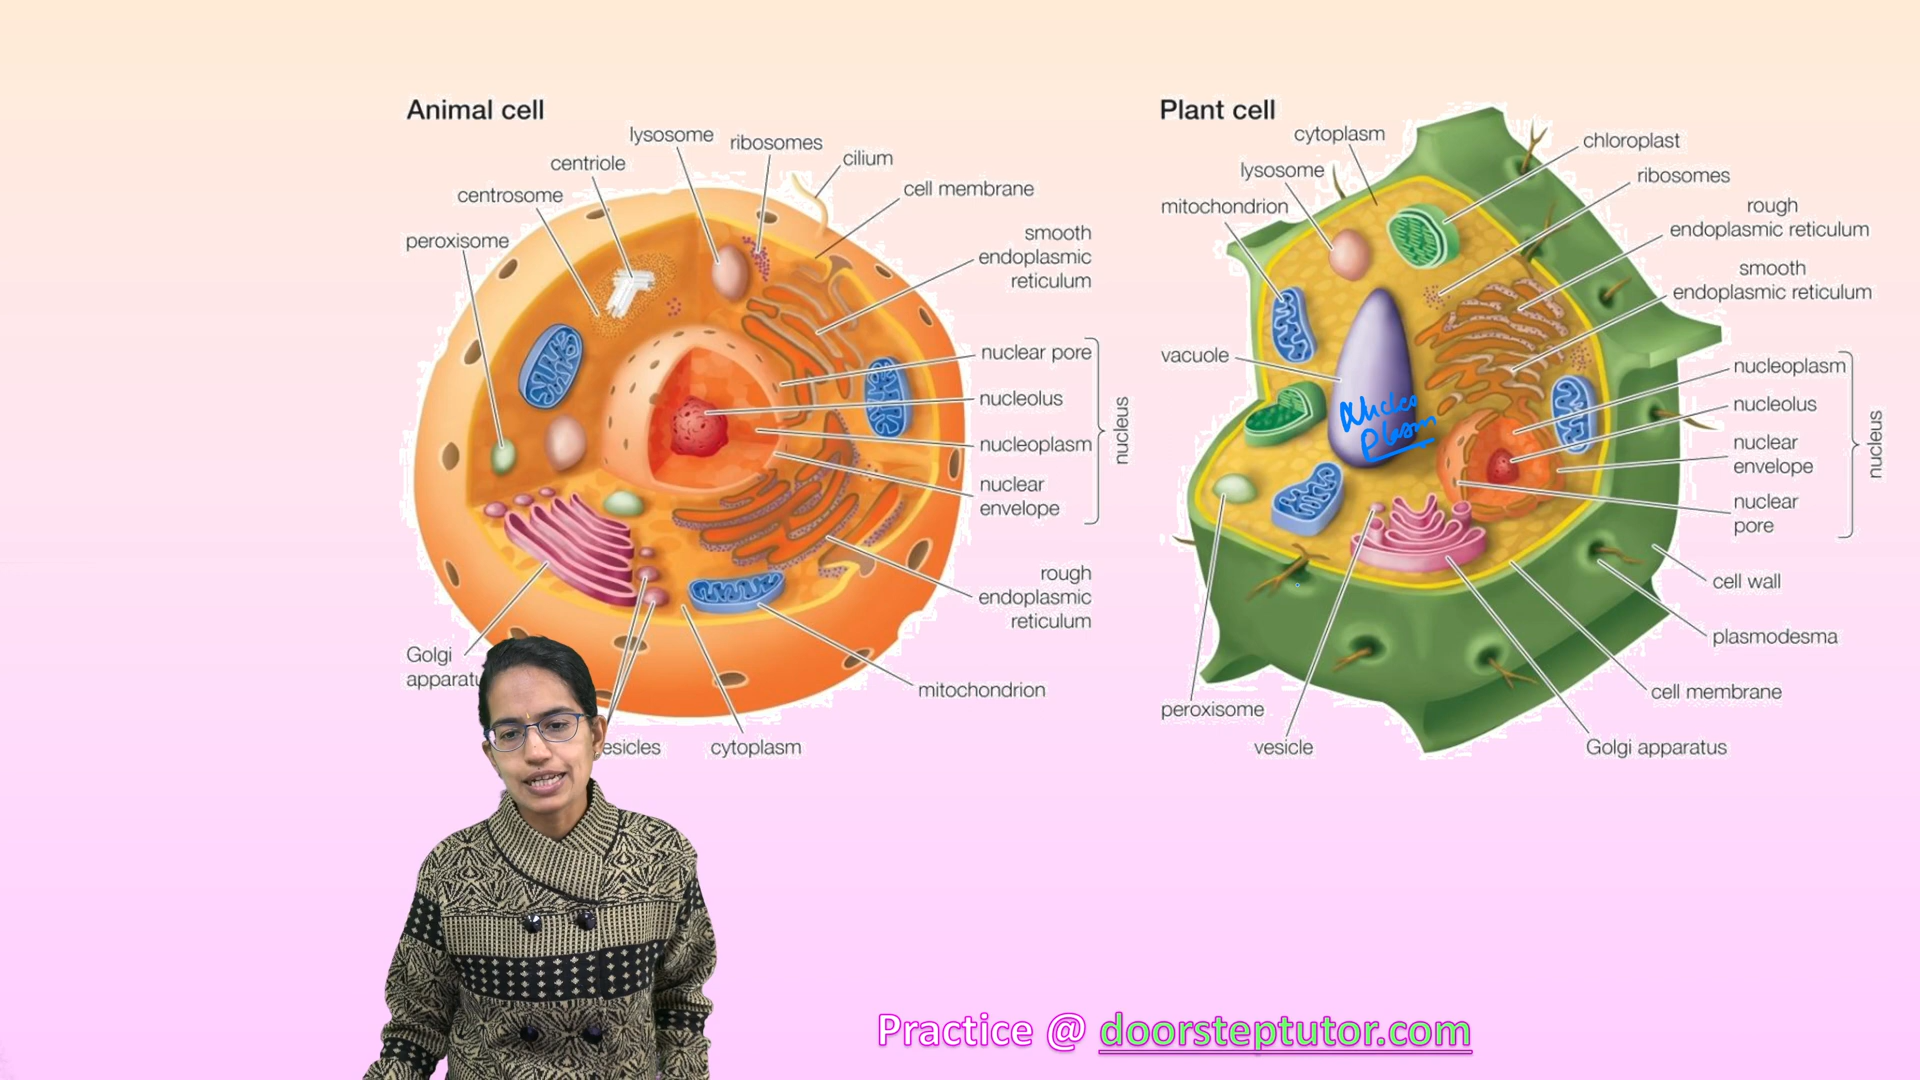 Animal cell
lysosome
ribosomes
centriole
cilium
centrosome
cell membrane
peroxisome
smooth
endoplasmic
reticulum
nuclear pore
nucleolus
nucleoplasm
nuclear
envelope
nucleus
rough
endoplasmic
reticulum
Golgi
apparatu
mitochondrion
esicles
cytoplasm
Plant cell
cytoplasm
chloroplast
lysosome
ribosomes
mitochondrion
rough
endoplasmic reticulum
smooth
endoplasmic reticulum
vacuole
nucleoplasm
nucleolus
nuclear
envelope
nuclear
pore
nucleus
Nucleo
Plasm
cell wall
plasmodesma
cell membrane
peroxisome
vesicle
Golgi apparatus
Practice @ doorsteptutor.com